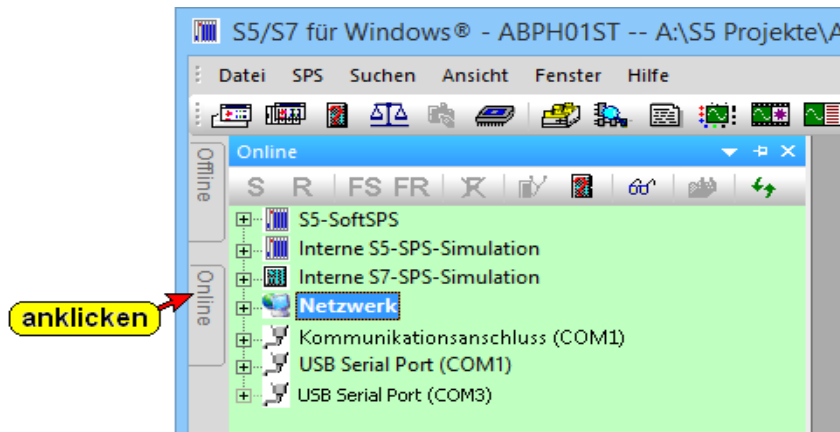 S5/S7 für Windows® - ABPH01ST -- A:\S5 Projekte\A
Datei SPS Suchen Ansicht Fenster Hilfe
Offline
Online
S R FS FR
S5-SoftSPS
Interne S5-SPS-Simulation
Interne S7-SPS-Simulation
Online
Netzwerk
anklicken
Kommunikationsanschluss (COM1)
USB Serial Port (COM1)
USB Serial Port (COM3)